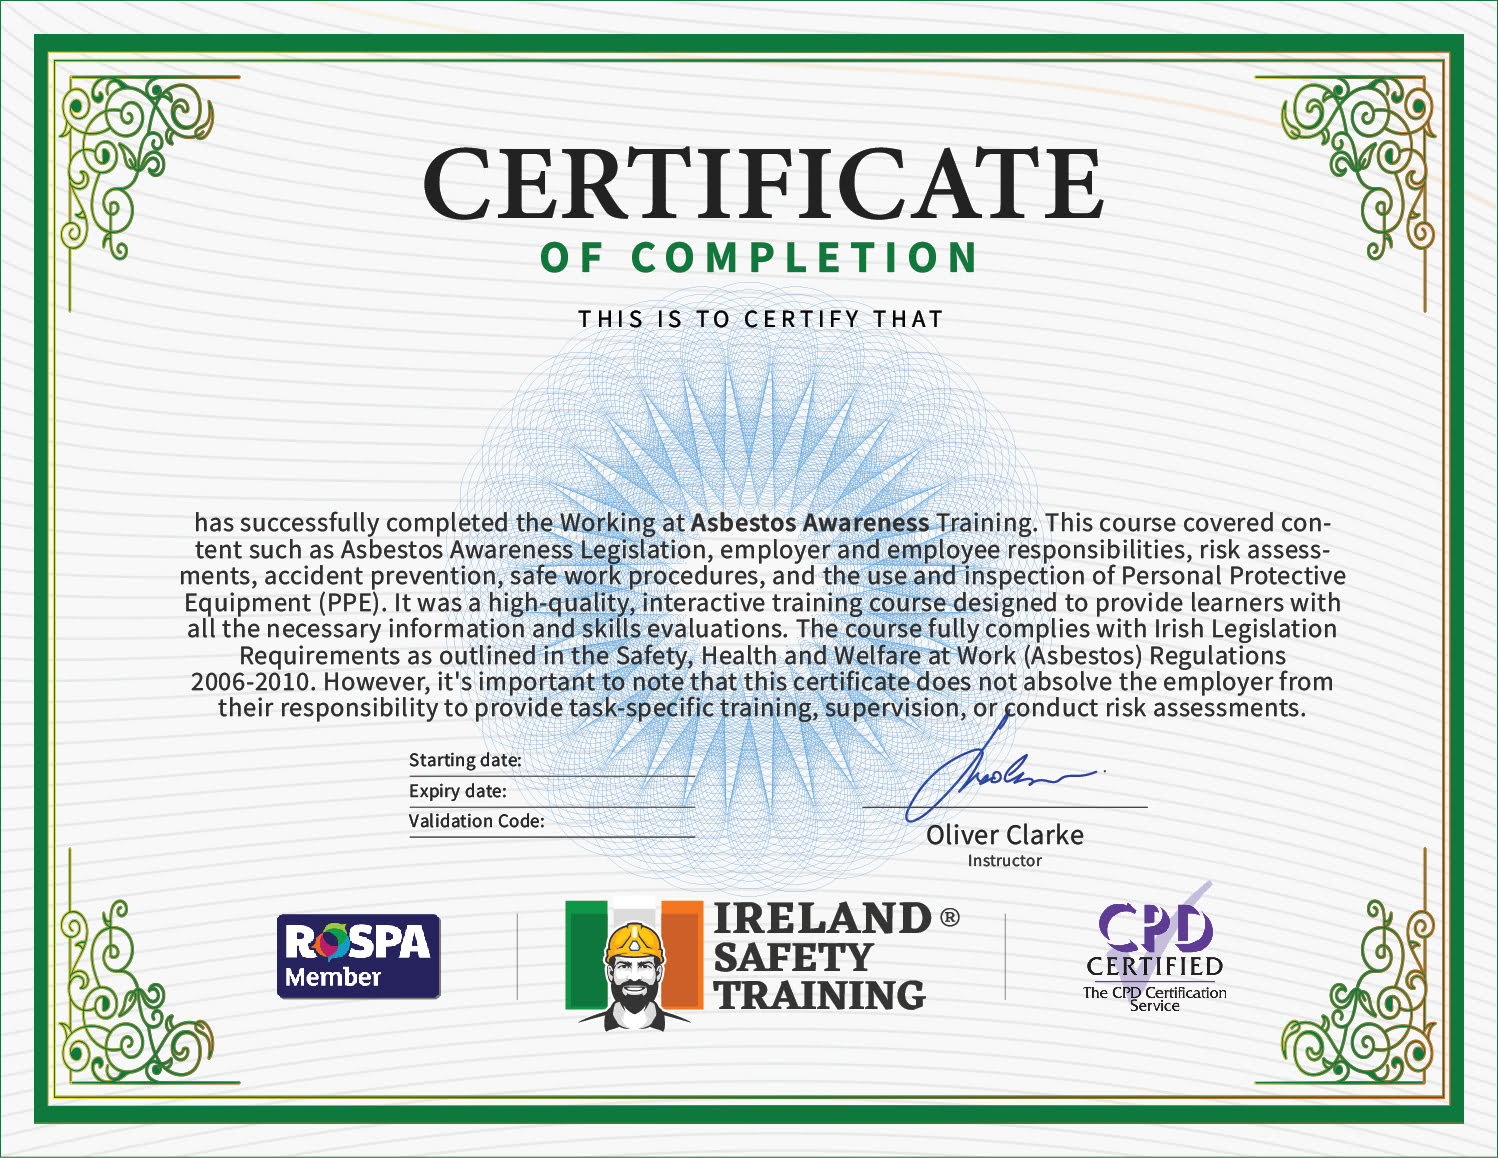 CERTIFICATE
OF COMPLETION
THIS IS TO CERTIFY THAT
has successfully completed the Working at Asbestos Awareness Training. This course covered con-
tent such as Asbestos Awareness Legislation, employer and employee responsibilities, risk assess-
ments, accident prevention, safe work procedures, and the use and inspection of Personal Protective
Equipment (PPE). It was a high-quality, interactive training course designed to provide learners with
all the necessary information and skills evaluations. The course fully complies with Irish Legislation
Requirements as outlined in the Safety, Health and Welfare at Work (Asbestos) Regulations
2006-2010. However, it's important to note that this certificate does not absolve the employer from
their responsibility to provide task-specific training, supervision, or conduct risk assessments.
Starting date:
Expiry date:
Validation Code:
Oliver Clarke
Instructor
RoSPA
Member
IRELAND ®
SAFETY
TRAINING
CPD
CERTIFIED
The CPD Certification
Service